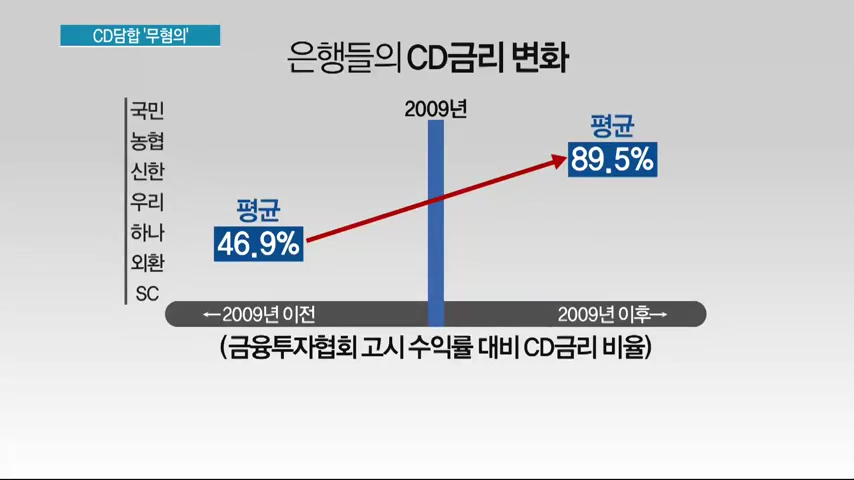 CD담합 '무혐의'
은행들의 CD금리 변화
국민
농협
신한
우리
하나
외환
SC
2009년
평균
46.9%
평균
89.5%
←2009년 이전
2009년 이후→
(금융투자협회 고시 수익률 대비 CD금리 비율)